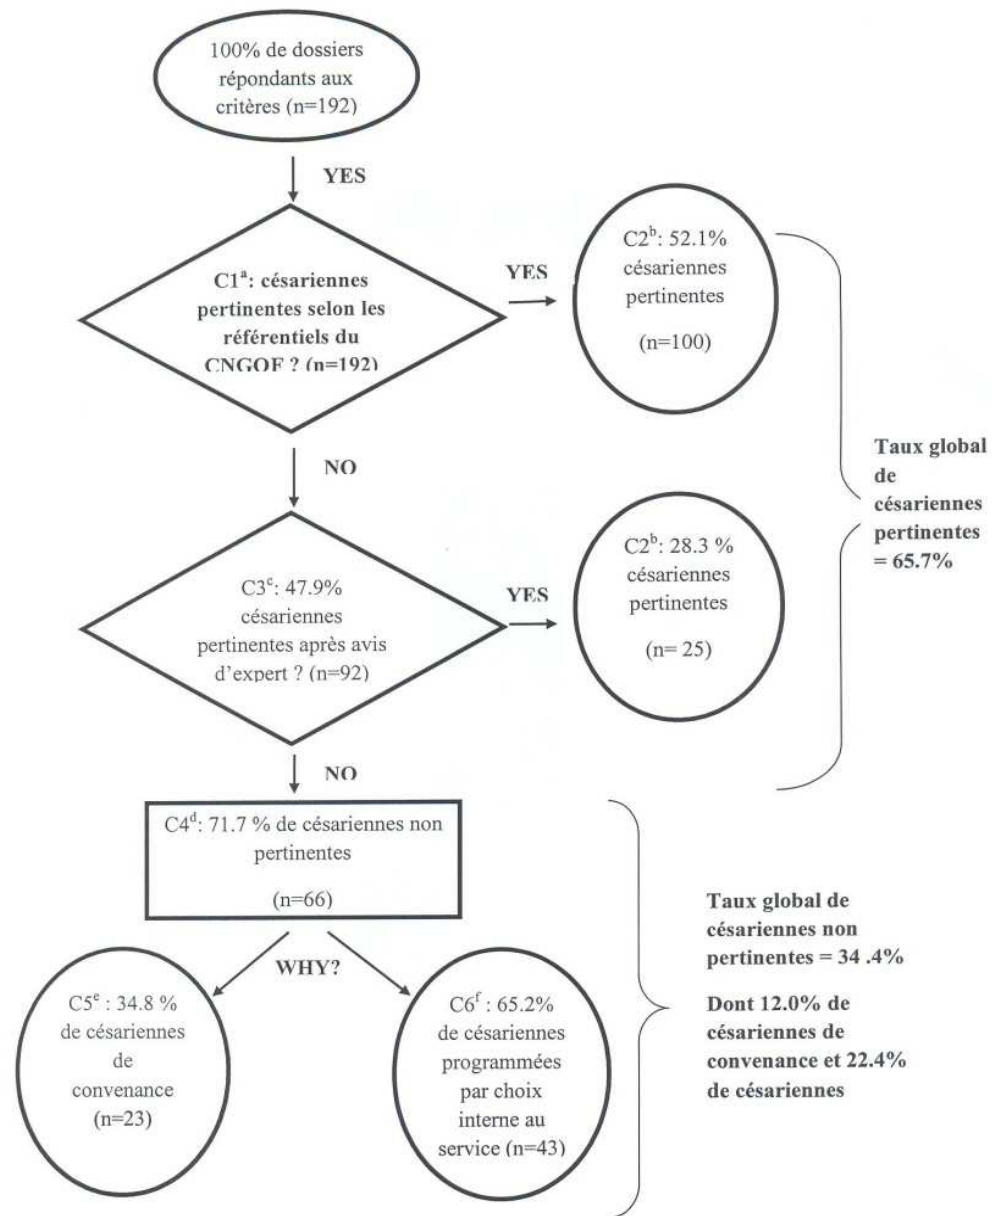 100% de dossiers
répondants aux
critères (n=192)
YES
C1ᵃ: césariennes
pertinentes selon les
référentiels du
CNGOF ? (n=192)
YES
C2ᵇ: 52.1%
césariennes
pertinentes
(n=100)
NO
C3ᶜ: 47.9%
césariennes
pertinentes après avis
d'expert ? (n=92)
YES
C2ᵇ: 28.3 %
césariennes
pertinentes
(n= 25)
Taux global
de
césariennes
pertinentes
= 65.7%
NO
C4ᵈ: 71.7 % de césariennes non
pertinentes
(n=66)
WHY?
C5ᵉ : 34.8 %
de césariennes
de
convenance
(n=23)
C6ᶠ : 65.2%
de césariennes
programmées
par choix
interne au
service (n=43)
Taux global de
césariennes non
pertinentes = 34 .4%
Dont 12.0% de
césariennes de
convenance et 22.4%
de césariennes